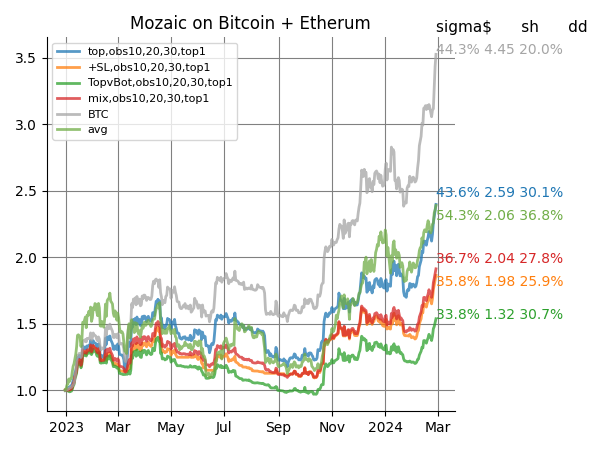 Mozaic on Bitcoin + Etherum
sigma$ sh dd
top,obs10,20,30,top1
+SL,obs10,20,30,top1
TopvBot,obs10,20,30,top1
mix,obs10,20,30,top1
BTC
avg
44.3% 4.45 20.0%
43.6% 2.59 30.1%
54.3% 2.06 36.8%
36.7% 2.04 27.8%
35.8% 1.98 25.9%
33.8% 1.32 30.7%
3.5
3.0
2.5
2.0
1.5
1.0
2023 Mar May Jul Sep Nov 2024 Mar